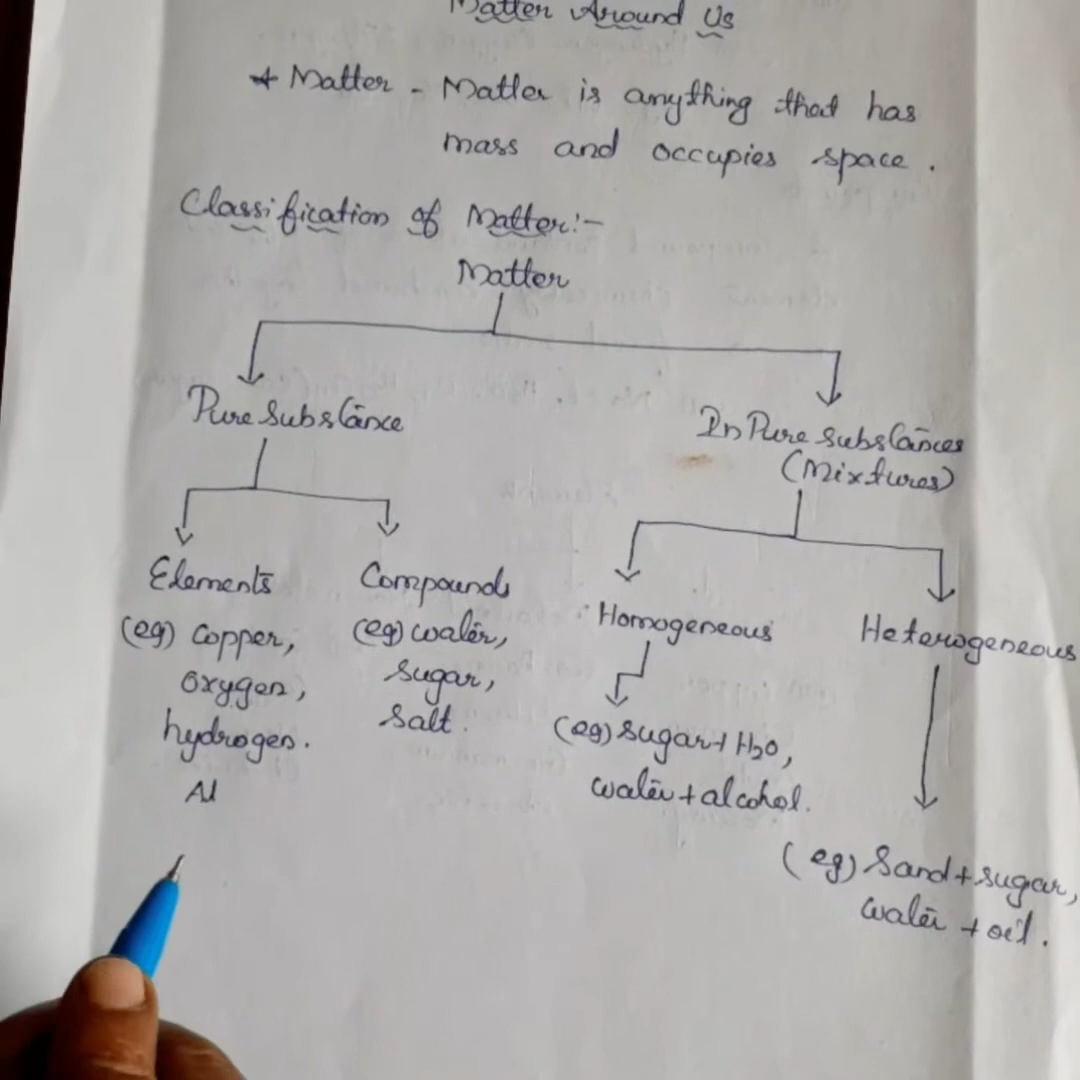 Matter Around Us
* Matter - Matter is anything that has
mass and occupies space.
Classification of Matter:-
Matter
Pure substance
InPure substances
(Mixtures)
Elements
(eg) Copper,
oxygen,
hydrogen.
Al
Compounds
(eg) water,
sugar,
salt.
Homogeneous
(eg) sugar + H₂O,
water + alcohol.
Heterogeneous
(eg) Sand + sugar,
water + oil.